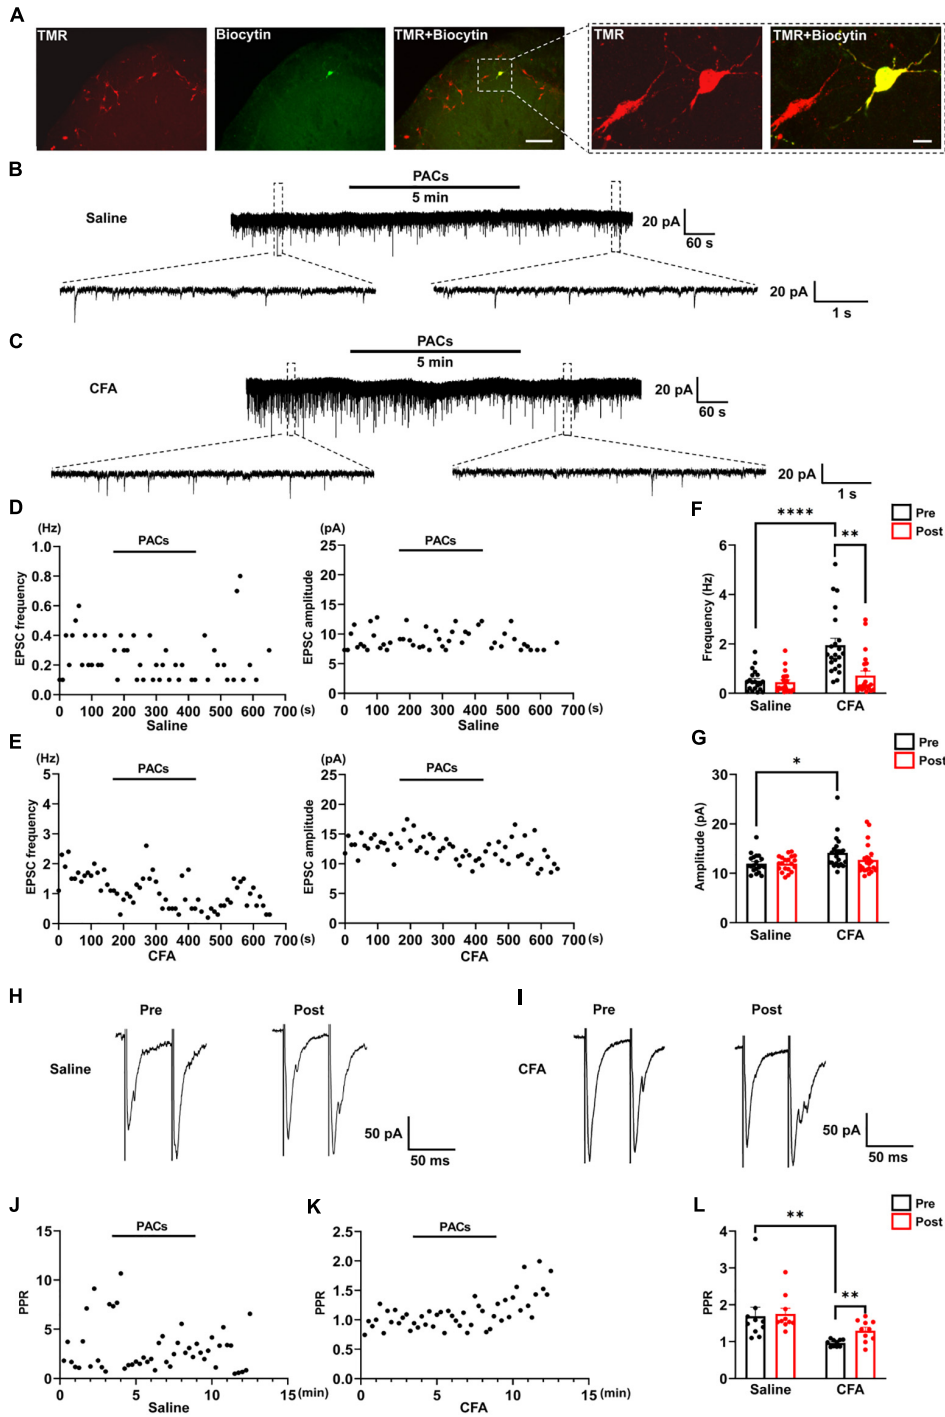 A
TMR
Biocytin
TMR+Biocytin
TMR
TMR+Biocytin
B
PACs
5 min
Saline
20 pA
60 s
20 pA
1 s
C
PACs
5 min
CFA
20 pA
60 s
20 pA
1 s
D
(Hz)
PACs
EPSC frequency
1.0
0.8
0.6
0.4
0.2
0.0
0 100 200 300 400 500 600 700 (s)
Saline
(pA)
PACs
EPSC amplitude
25
20
15
10
5
0
0 100 200 300 400 500 600 700 (s)
Saline
F
Pre
Post
**** **
Frequency (Hz)
6
4
2
0
Saline CFA
E
(Hz)
PACs
EPSC frequency
5
4
3
2
1
0
0 100 200 300 400 500 600 700 (s)
CFA
(pA)
PACs
EPSC amplitude
25
20
15
10
5
0
0 100 200 300 400 500 600 700 (s)
CFA
G
Pre
Post
*
Amplitude (pA)
30
20
10
0
Saline CFA
H
Pre Post
Saline
50 pA
50 ms
I
Pre Post
CFA
50 pA
50 ms
J
PACs
PPR
15
10
5
0
0 5 10 15 (min)
Saline
K
PACs
PPR
2.5
2.0
1.5
1.0
0.5
0.0
0 5 10 15 (min)
CFA
L
Pre
Post
** **
PPR
4
3
2
1
0
Saline CFA